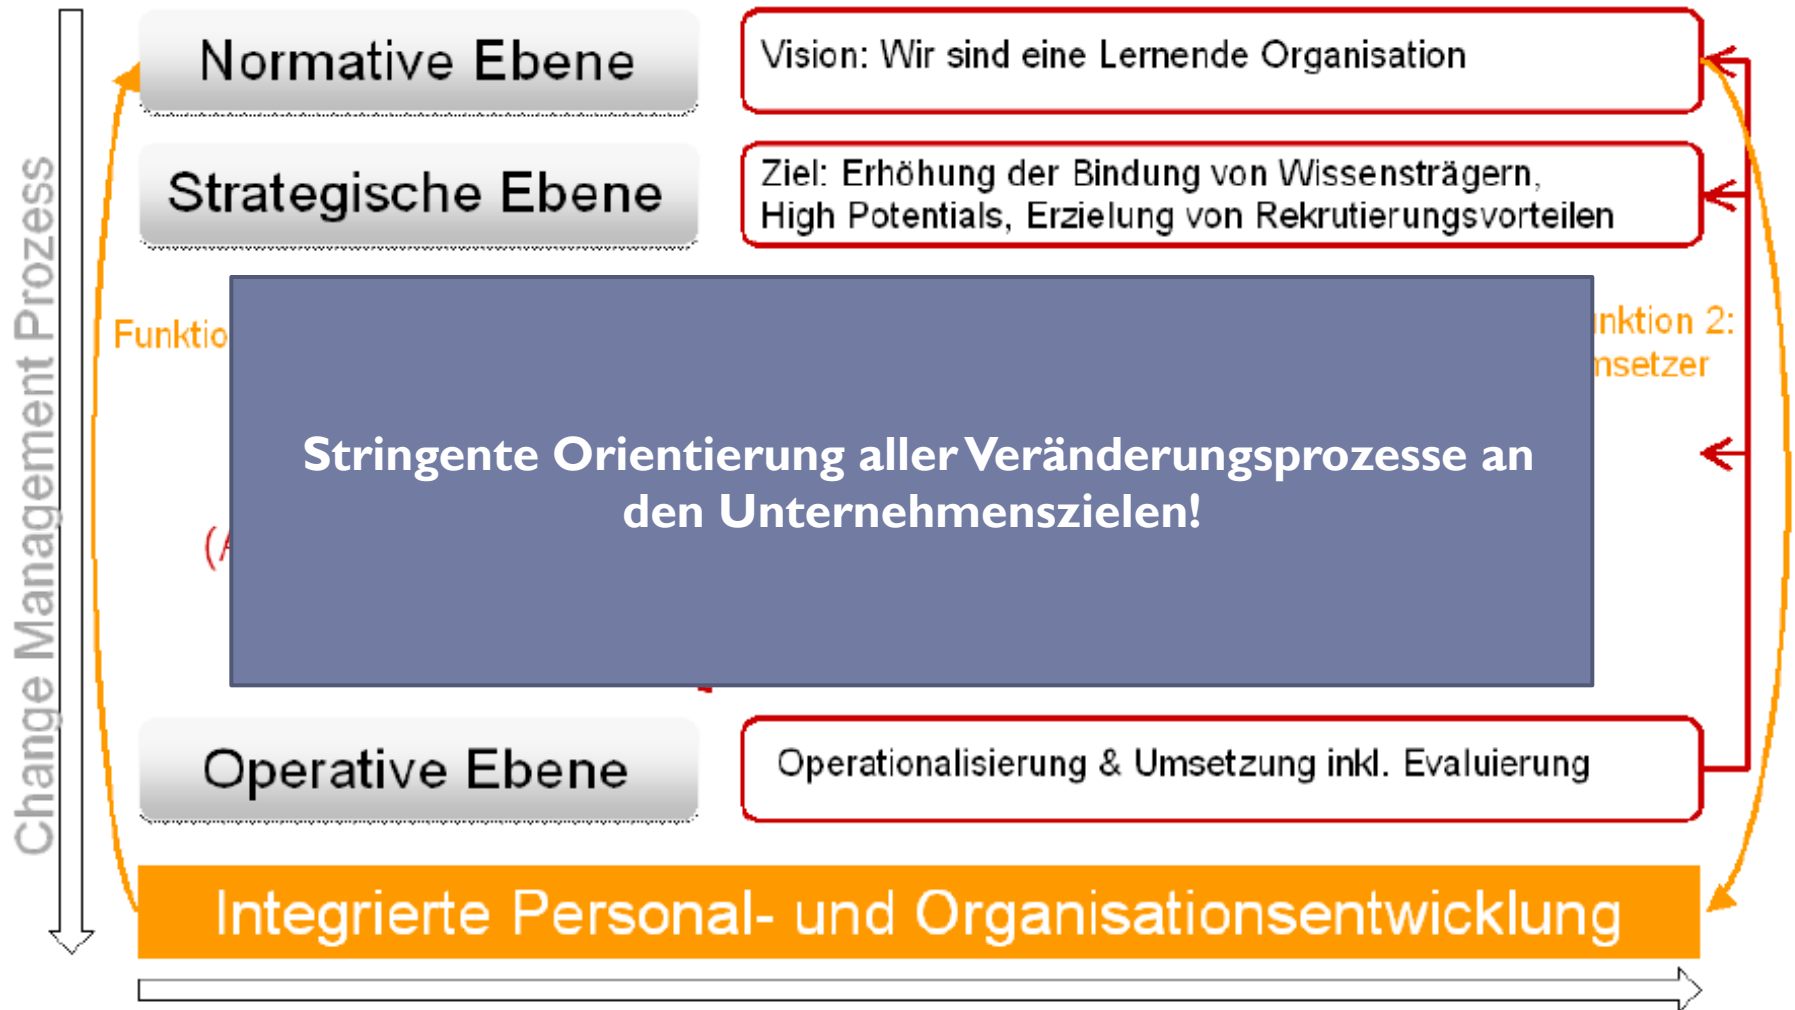 Change Management Prozess
Normative Ebene
Vision: Wir sind eine Lernende Organisation
Strategische Ebene
Ziel: Erhöhung der Bindung von Wissensträgern,
High Potentials, Erzielung von Rekrutierungsvorteilen
2:
Stringente Orientierung aller Veränderungsprozesse an
den Unternehmenszielen!
Operative Ebene
Operationalisierung & Umsetzung inkl. Evaluierung
Integrierte Personal- und Organisationsentwicklung